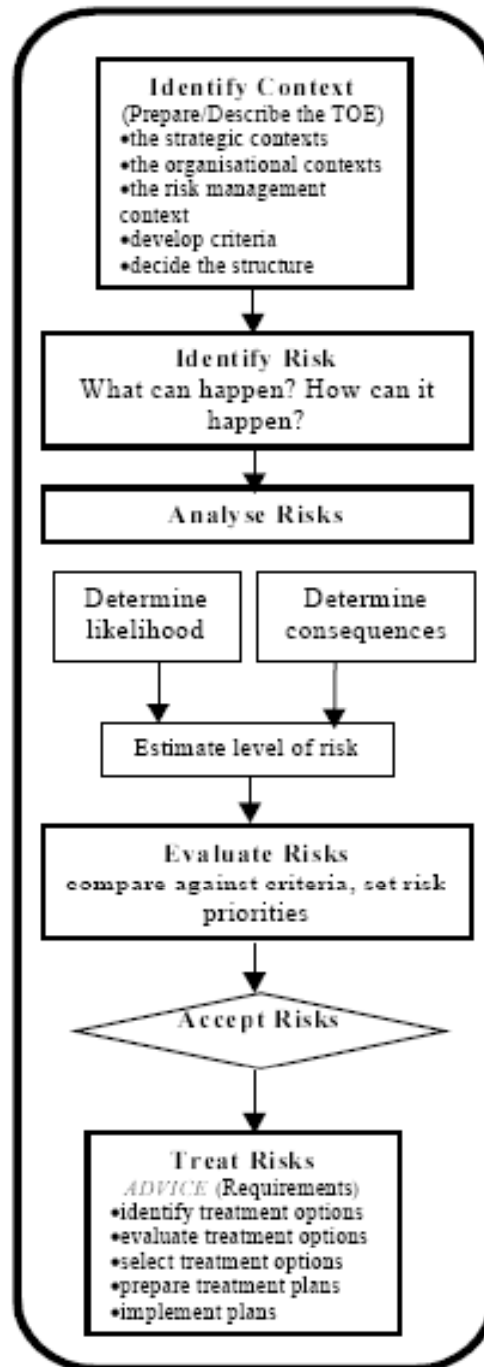 Identify Context
(Prepare/Describe the TOE)
•the strategic contexts
•the organisational contexts
•the risk management
context
•develop criteria
•decide the structure
Identify Risk
What can happen? How can it
happen?
Analyse Risks
Determine
likelihood
Determine
consequences
Estimate level of risk
Evaluate Risks
compare against criteria, set risk
priorities
Accept Risks
Treat Risks
ADVICE (Requirements)
•identify treatment options
•evaluate treatment options
•select treatment options
•prepare treatment plans
•implement plans